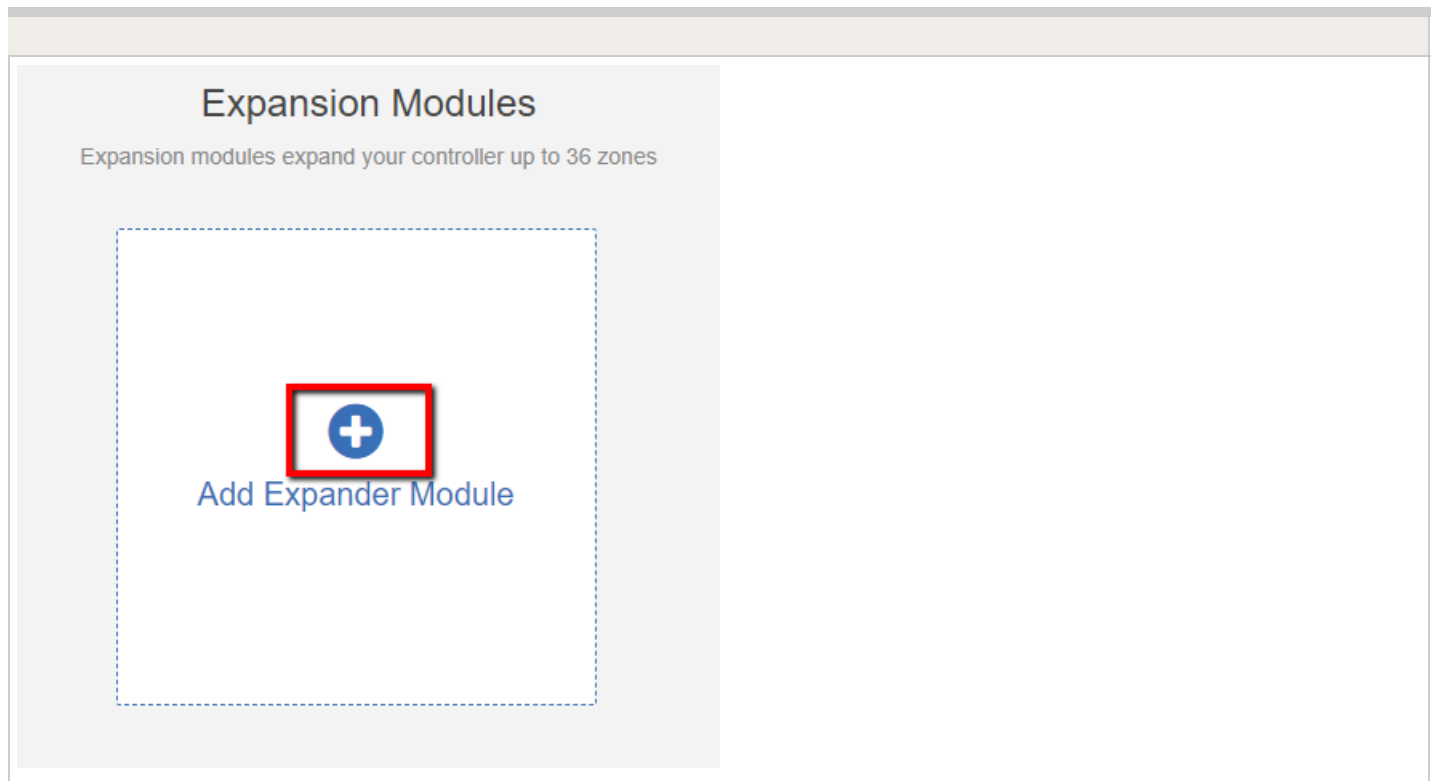 Expansion Modules
Expansion modules expand your controller up to 36 zones
Add Expander Module